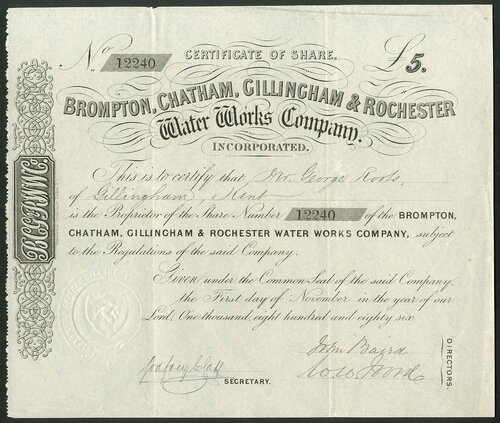 No 12240 CERTIFICATE OF SHARE. £5.
BROMPTON, CHATHAM, GILLINGHAM & ROCHESTER
Water Works Company.
INCORPORATED.
This is to certify that Mr. George Roots,
of Gillingham, Kent
is the Proprietor of the Share Number 12240 of the BROMPTON,
CHATHAM, GILLINGHAM & ROCHESTER WATER WORKS COMPANY, subject
to the Regulations of the said Company.
Given under the Common Seal of the said Company,
the First day of November in the year of our
Lord, One thousand, eight hundred and eighty six
John Baird
SECRETARY.
DIRECTORS.